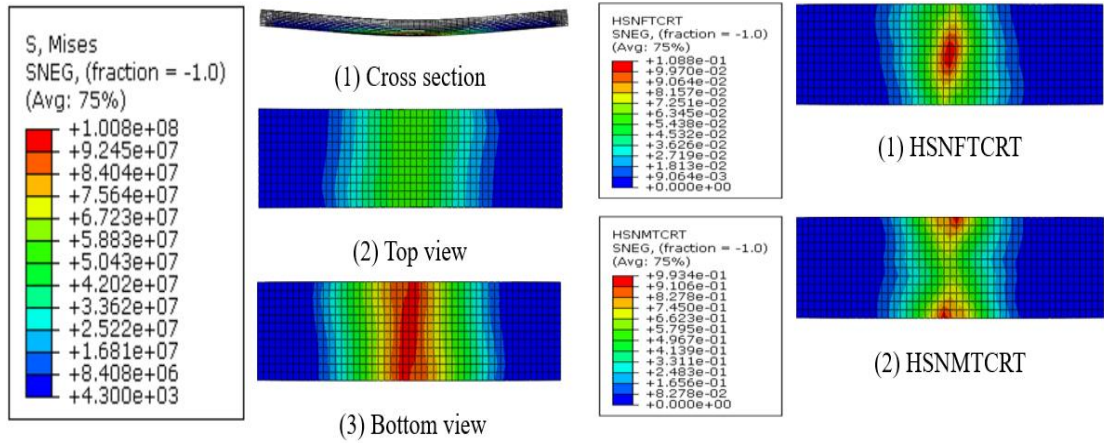 S, Mises
SNEG, (fraction = -1.0)
(Avg: 75%)
+1.008e+08
+9.245e+07
+8.404e+07
+7.564e+07
+6.723e+07
+5.883e+07
+5.043e+07
+4.202e+07
+3.362e+07
+2.522e+07
+1.681e+07
+8.408e+06
+4.300e+03
(1) Cross section
(2) Top view
(3) Bottom view
HSNFTCRT
SNEG, (fraction = -1.0)
(Avg: 75%)
+1.088e-01
+9.970e-02
+9.064e-02
+8.157e-02
+7.251e-02
+6.345e-02
+5.438e-02
+4.532e-02
+3.626e-02
+2.719e-02
+1.813e-02
+9.064e-03
+0.000e+00
(1) HSNFTCRT
HSNMTCRT
SNEG, (fraction = -1.0)
(Avg: 75%)
+9.934e-01
+9.106e-01
+8.278e-01
+7.450e-01
+6.623e-01
+5.795e-01
+4.967e-01
+4.139e-01
+3.311e-01
+2.483e-01
+1.656e-01
+8.278e-02
+0.000e+00
(2) HSNMTCRT